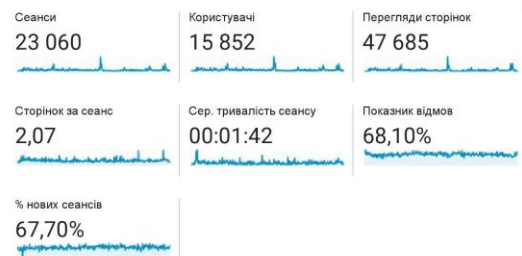 Сеанси
Користувачі
Перегляди сторінок
23 060
15 852
47 685
Сторінок за сеанс
Сер. тривалість сеансу
Показник відмов
2,07
00:01:42
68,10%
% нових сеансів
67,70%